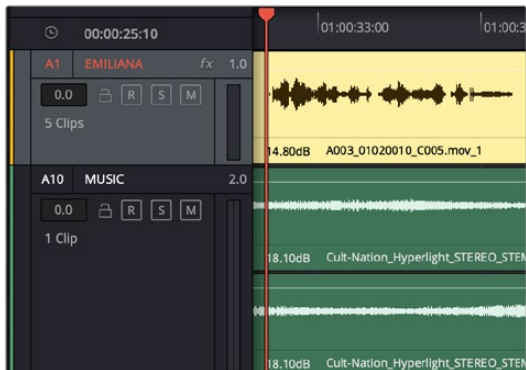 00:00:25:10
01:00:33:00
01:00:3
A1 EMILIANA fx 1.0
0.0 R S M
5 Clips
14.80dB A003_01020010_C005.mov_1
A10 MUSIC 2.0
0.0 R S M
1 Clip
18.10dB Cult-Nation_Hyperlight_STEREO_STEM
18.10dB Cult-Nation_Hyperlight_STEREO_STEM